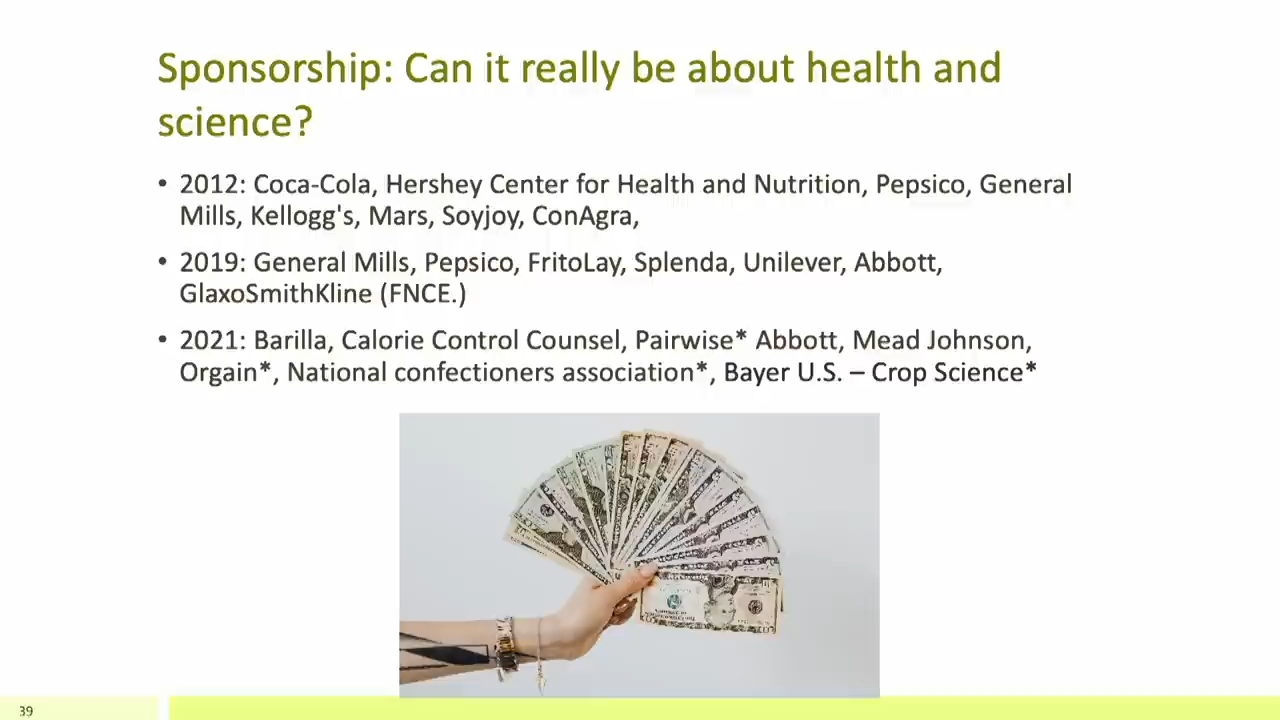 Sponsorship: Can it really be about health and
science?
• 2012: Coca-Cola, Hershey Center for Health and Nutrition, Pepsico, General
Mills, Kellogg's, Mars, Soyjoy, ConAgra,
• 2019: General Mills, Pepsico, FritoLay, Splenda, Unilever, Abbott,
GlaxoSmithKline (FNCE.)
• 2021: Barilla, Calorie Control Counsel, Pairwise* Abbott, Mead Johnson,
Orgain*, National confectioners association*, Bayer U.S. – Crop Science*
39